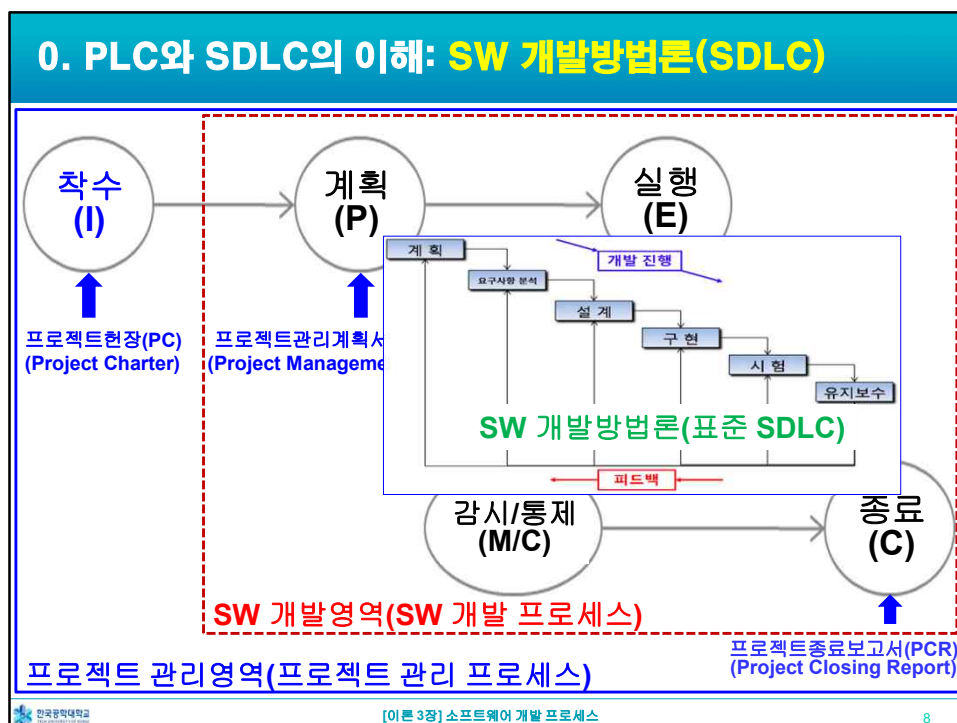 0. PLC와 SDLC의 이해: SW 개발방법론(SDLC)
착수
(I)
계획
(P)
실행
(E)
프로젝트헌장(PC)
(Project Charter)
프로젝트관리계획서
(Project Manageme
계 획
요구사항 분석
설 계
구 현
시 험
유지보수
개발 진행
SW 개발방법론(표준 SDLC)
피드백
감시/통제
(M/C)
종료
(C)
SW 개발영역(SW 개발 프로세스)
프로젝트종료보고서(PCR)
(Project Closing Report)
프로젝트 관리영역(프로젝트 관리 프로세스)
한국공학대학교
[이론 3장] 소프트웨어 개발 프로세스
8